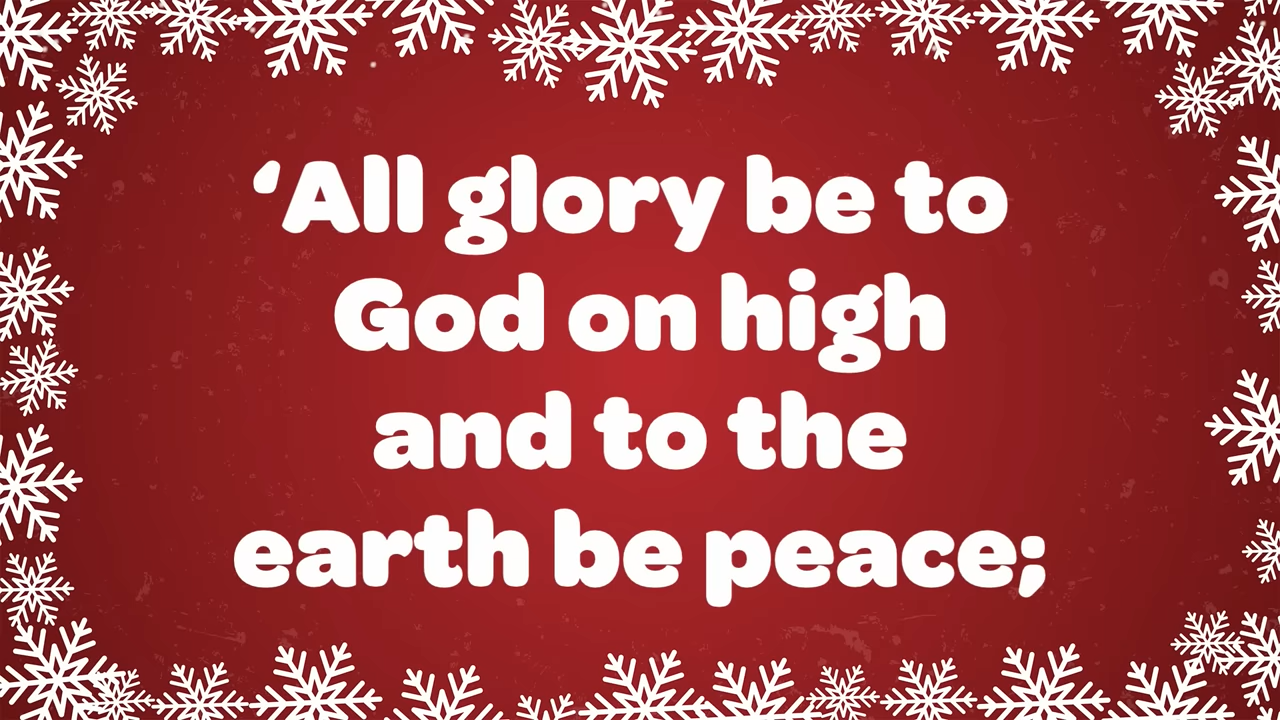 ‘All glory be to
God on high
and to the
earth be peace;